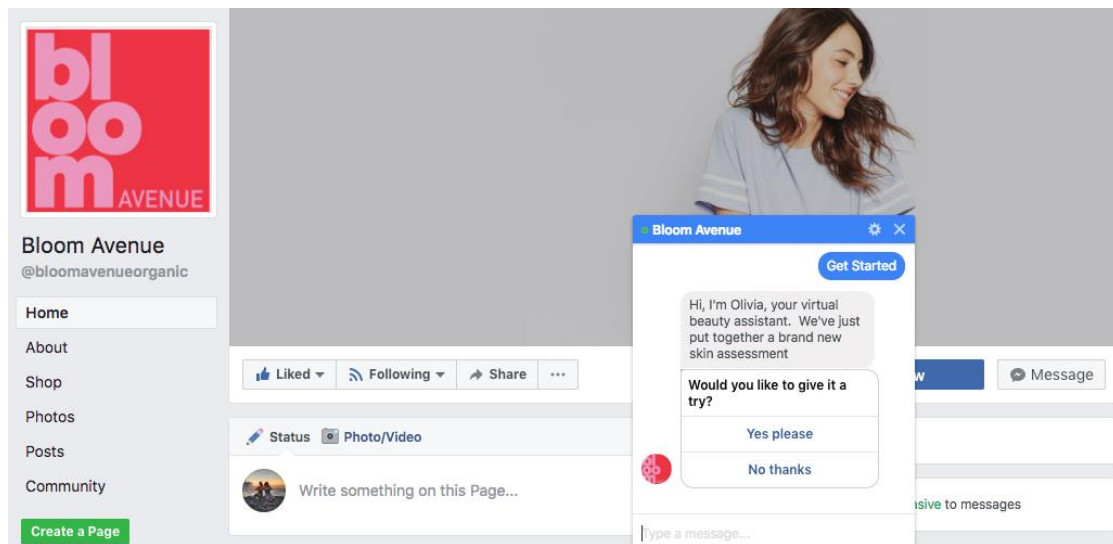 bl
oo
m AVENUE
Bloom Avenue
@bloomavenueorganic
Home
About
Shop
Photos
Posts
Community
Create a Page
Liked
Following
Share
Message
Status
Photo/Video
Write something on this Page...
Bloom Avenue
Get Started
Hi, I'm Olivia, your virtual
beauty assistant. We've just
put together a brand new
skin assessment
Would you like to give it a
try?
Yes please
No thanks
Type a message...
to messages